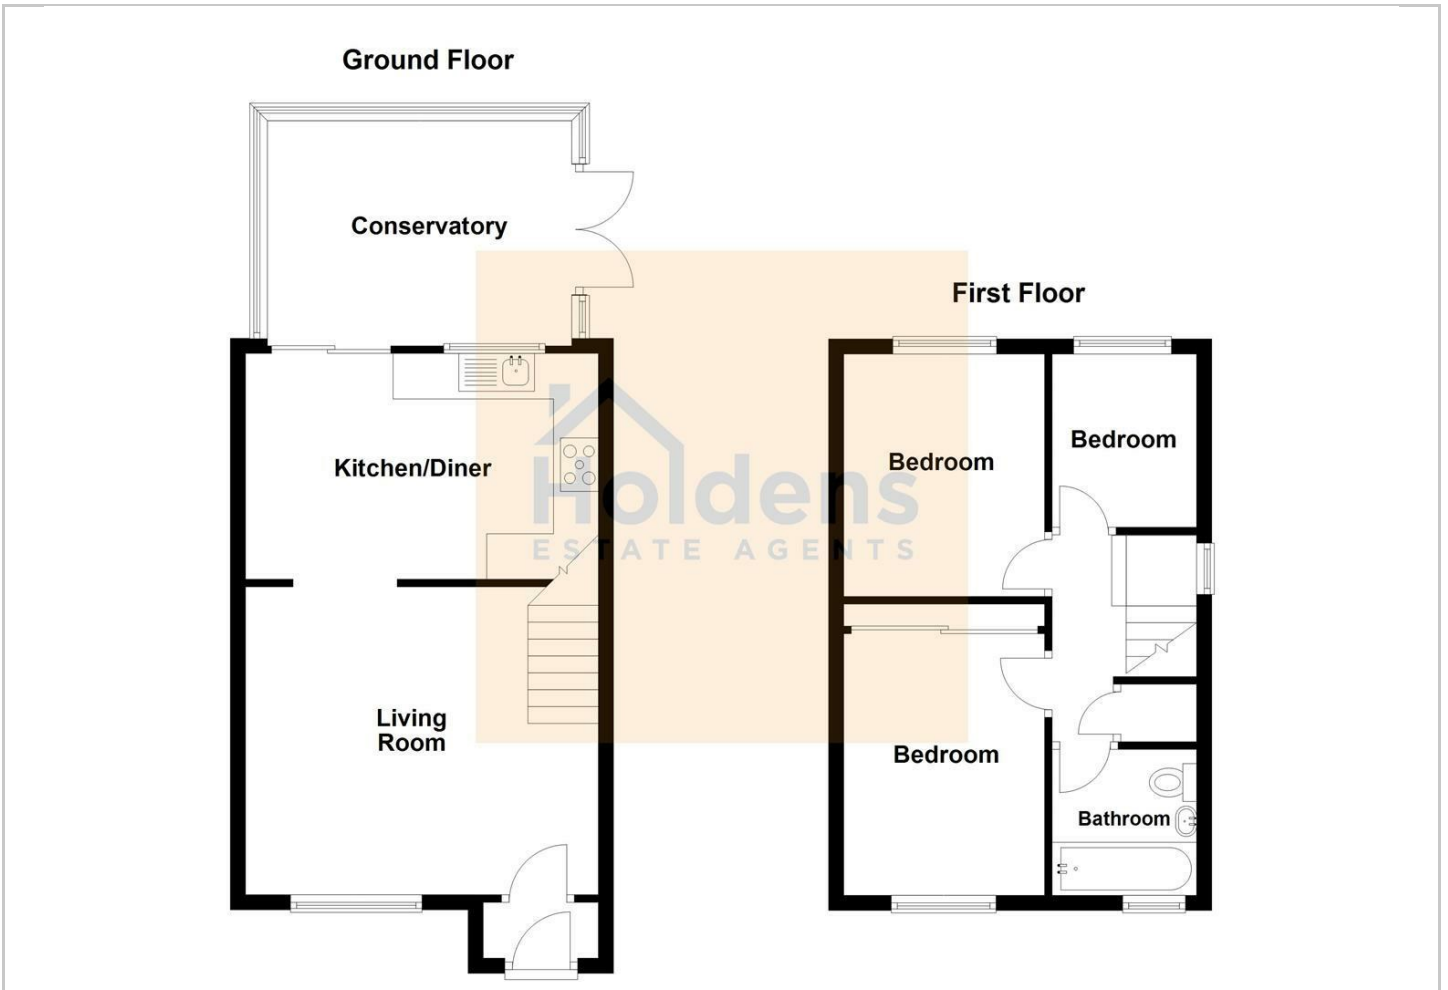 Ground Floor
Conservatory
First Floor
Bedroom
Kitchen/Diner
Bedroom
Holdens
ESTATE AGENTS
Living
Room
Bedroom
Bathroom